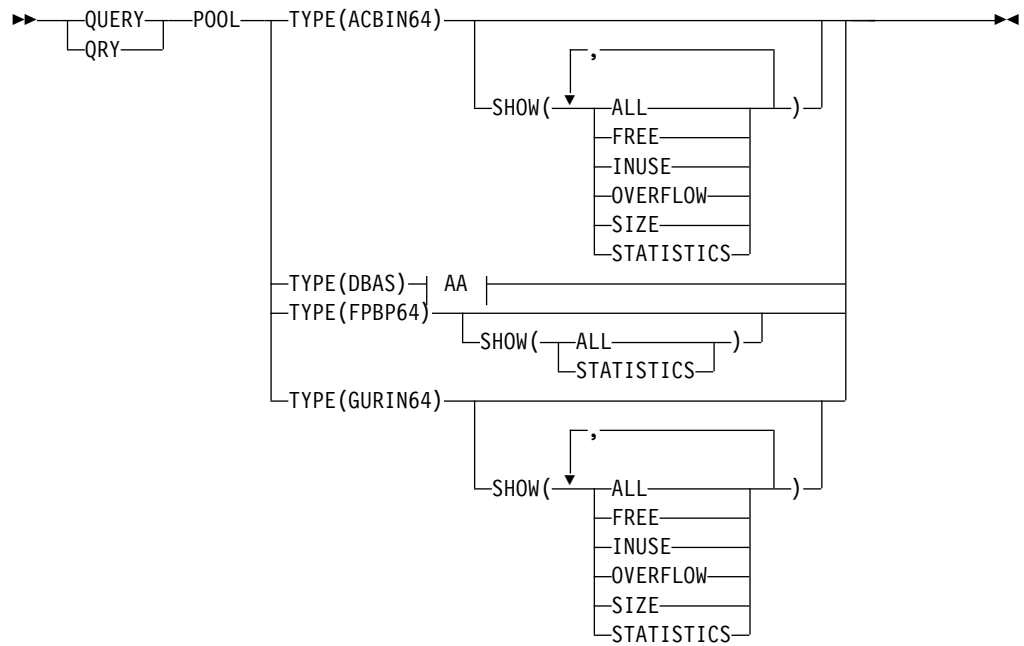 QUERY POOL TYPE(ACBIN64)
QRY
,
SHOW( ALL )
FREE
INUSE
OVERFLOW
SIZE
STATISTICS
TYPE(DBAS) AA
TYPE(FPBP64)
SHOW( ALL )
STATISTICS
TYPE(GURIN64)
,
SHOW( ALL )
FREE
INUSE
OVERFLOW
SIZE
STATISTICS